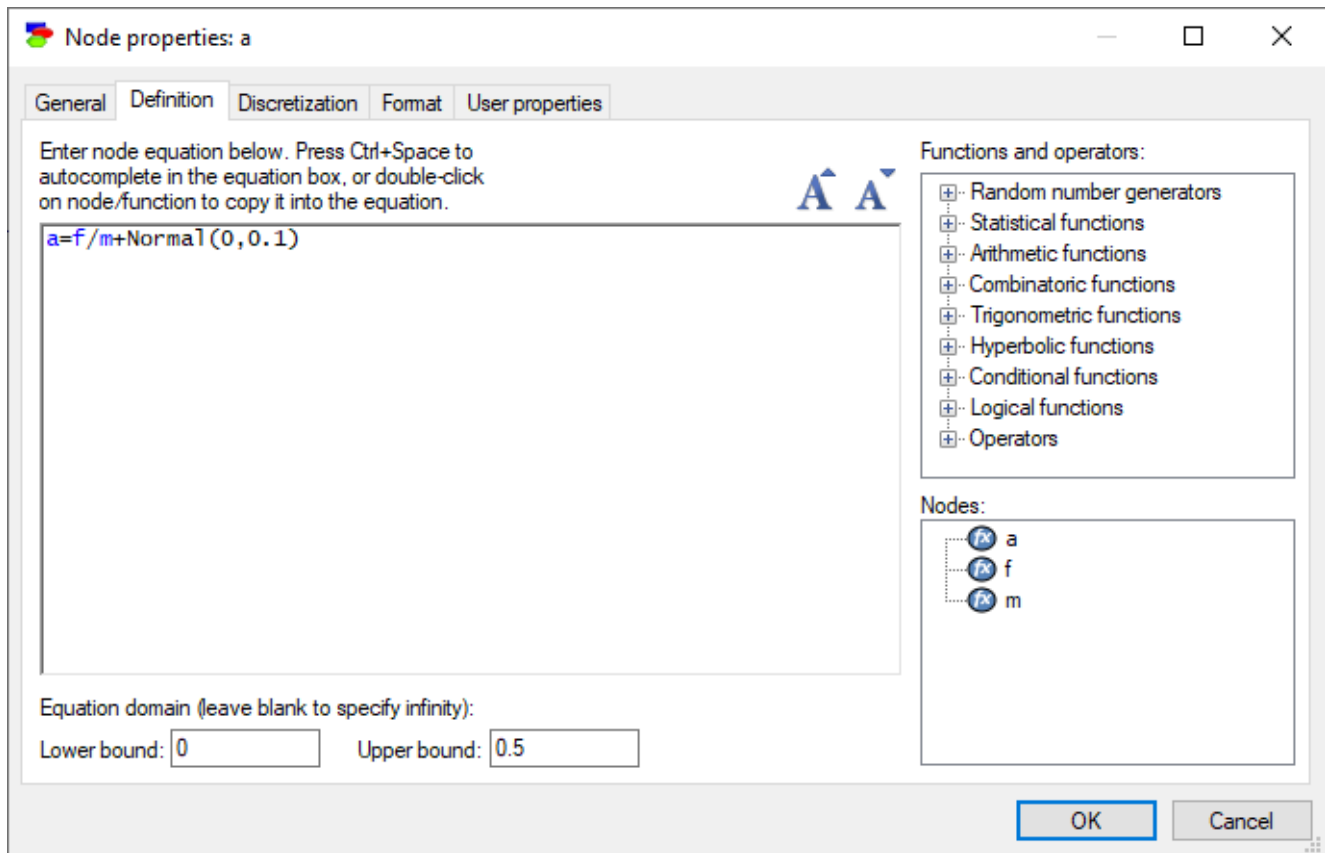 Node properties: a
General Definition Discretization Format User properties
Enter node equation below. Press Ctrl+Space to
autocomplete in the equation box, or double-click
on node/function to copy it into the equation.
A A
a=f/m+Normal(0,0.1)
Equation domain (leave blank to specify infinity):
Lower bound: 0 Upper bound: 0.5
Functions and operators:
Random number generators
Statistical functions
Arithmetic functions
Combinatoric functions
Trigonometric functions
Hyperbolic functions
Conditional functions
Logical functions
Operators
Nodes:
fx a
fx f
fx m
OK Cancel